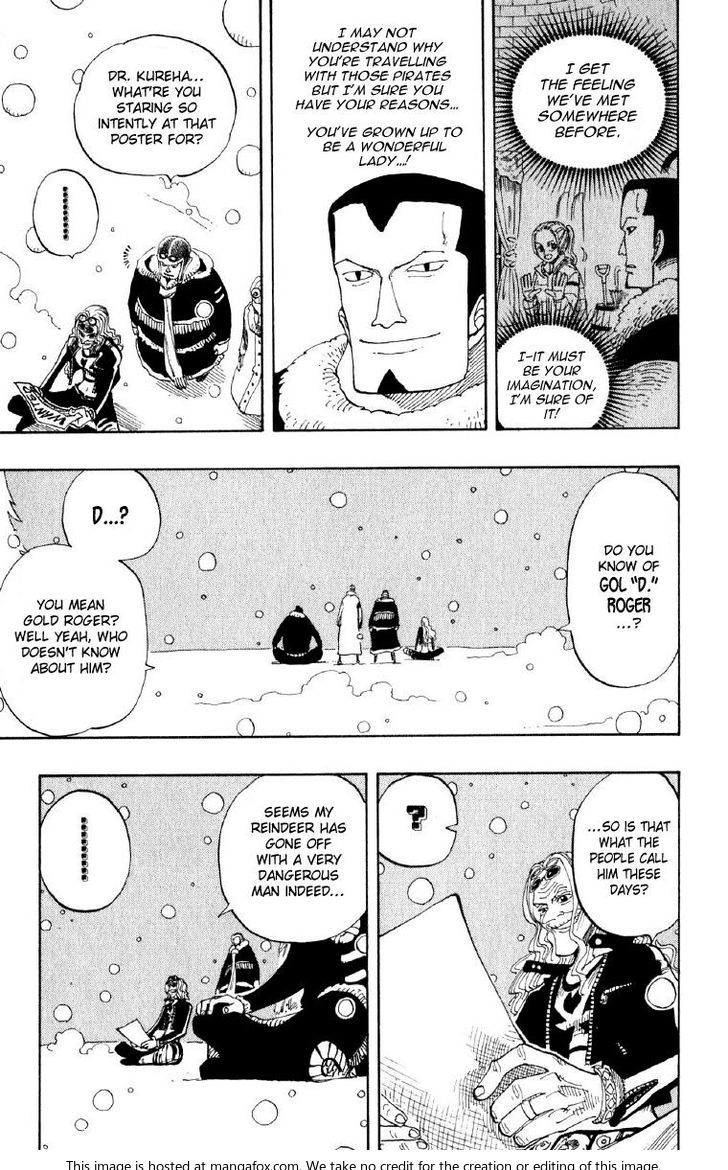 I GET
THE FEELING
WE'VE MET
SOMEWHERE
BEFORE.
I-IT MUST
BE YOUR
IMAGINATION,
I'M SURE OF
IT!
I MAY NOT
UNDERSTAND WHY
YOU'RE TRAVELLING
WITH THOSE PIRATES
BUT I'M SURE YOU
HAVE YOUR REASONS...
YOU'VE GROWN UP TO
BE A WONDERFUL
LADY...!
DR. KUREHA...
WHAT'RE YOU
STARING SO
INTENTLY AT THAT
POSTER FOR?
WANTED
DO YOU
KNOW OF
GOL "D."
ROGER
...?
D...?
YOU MEAN
GOLD ROGER?
WELL YEAH, WHO
DOESN'T KNOW
ABOUT HIM?
...SO IS THAT
WHAT THE
PEOPLE CALL
HIM THESE
DAYS?
?
SEEMS MY
REINDEER HAS
GONE OFF
WITH A VERY
DANGEROUS
MAN INDEED...
This image is hosted at mangafox.com. We take no credit for the creation or editing of this image.